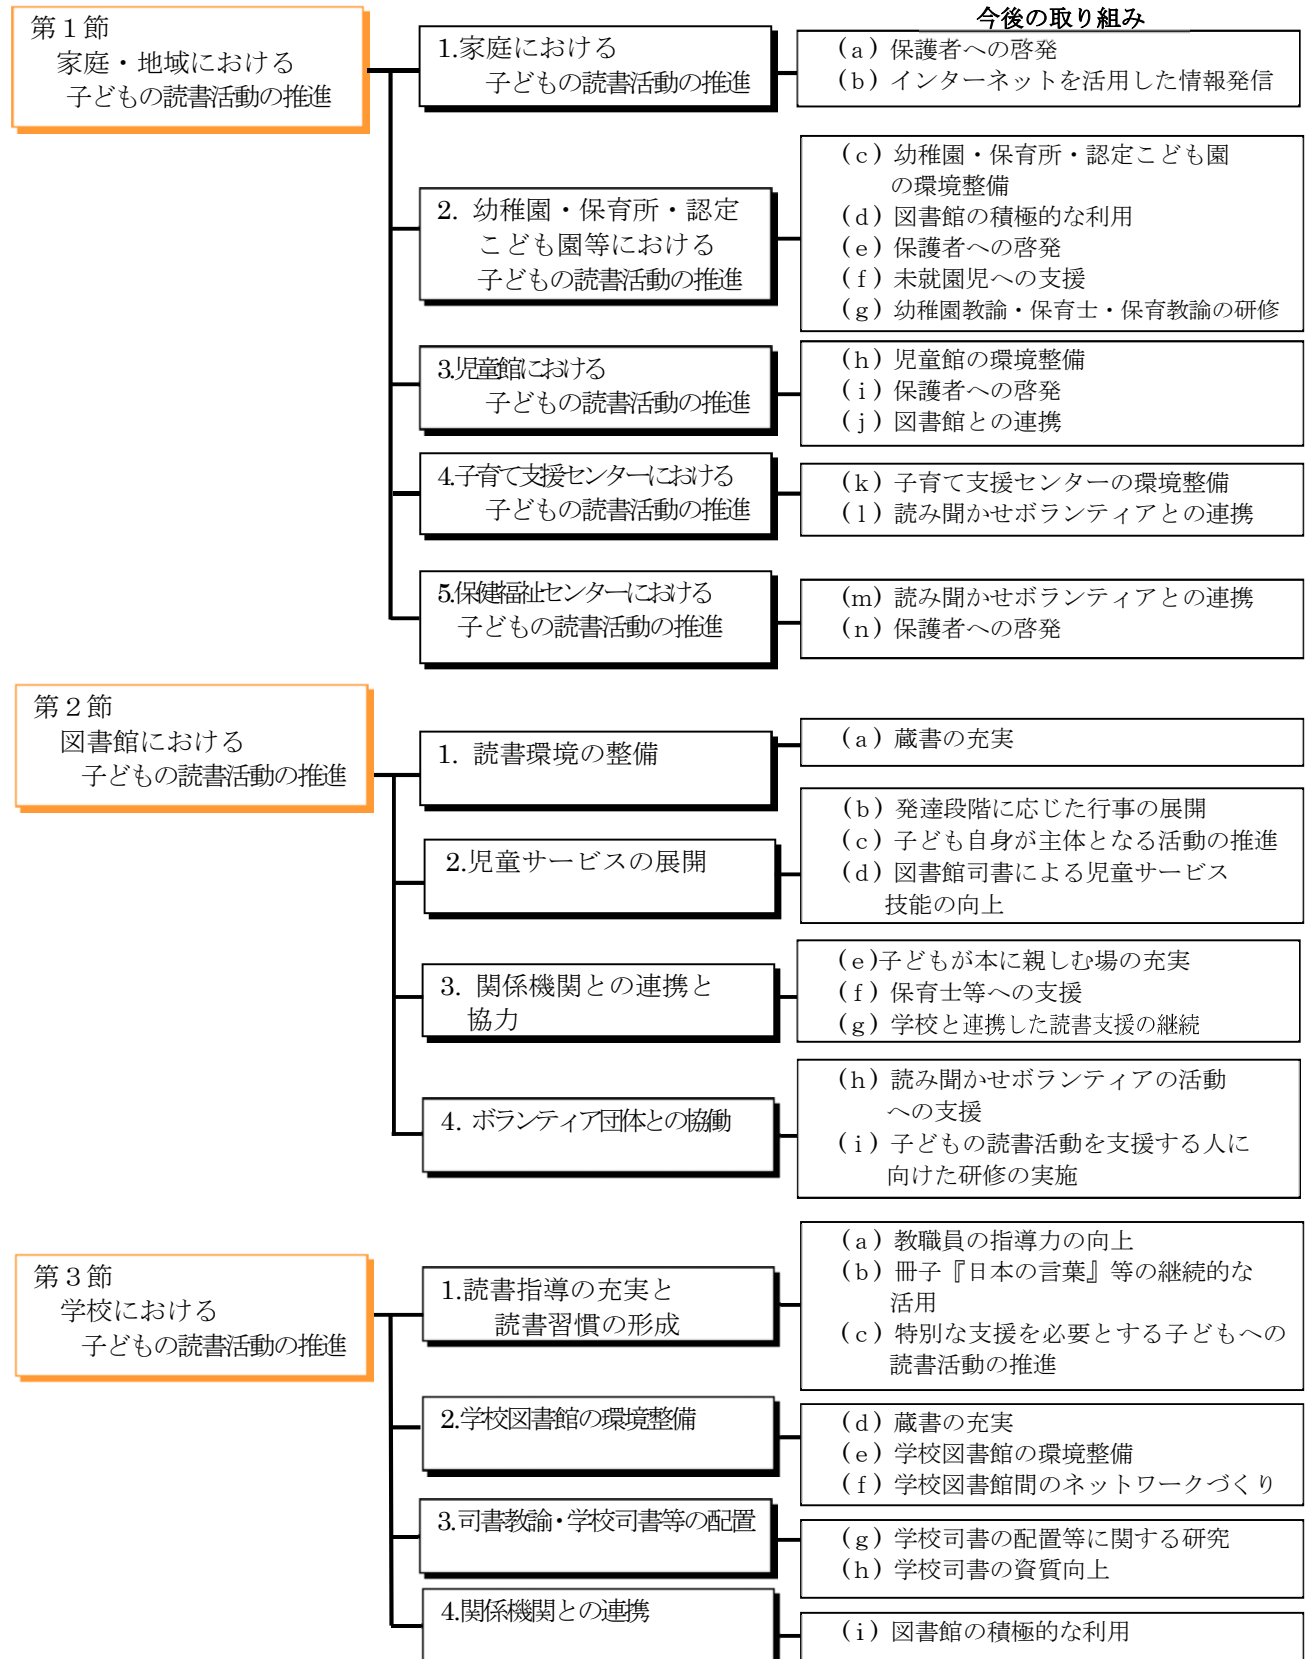 今後の取り組み
第１節
家庭・地域における
子どもの読書活動の推進
1.家庭における
子どもの読書活動の推進
(a) 保護者への啓発
(b) インターネットを活用した情報発信
2. 幼稚園・保育所・認定
こども園等における
子どもの読書活動の推進
(c) 幼稚園・保育所・認定こども園
の環境整備
(d) 図書館の積極的な利用
(e) 保護者への啓発
(f) 未就園児への支援
(g) 幼稚園教諭・保育士・保育教諭の研修
3.児童館における
子どもの読書活動の推進
(h) 児童館の環境整備
(i) 保護者への啓発
(j) 図書館との連携
4.子育て支援センターにおける
子どもの読書活動の推進
(k) 子育て支援センターの環境整備
(l) 読み聞かせボランティアとの連携
5.保健福祉センターにおける
子どもの読書活動の推進
(m) 読み聞かせボランティアとの連携
(n) 保護者への啓発
第２節
図書館における
子どもの読書活動の推進
1. 読書環境の整備
(a) 蔵書の充実
2.児童サービスの展開
(b) 発達段階に応じた行事の展開
(c) 子ども自身が主体となる活動の推進
(d) 図書館司書による児童サービス
技能の向上
3. 関係機関との連携と
協力
(e)子どもが本に親しむ場の充実
(f) 保育士等への支援
(g) 学校と連携した読書支援の継続
4. ボランティア団体との協働
(h) 読み聞かせボランティアの活動
への支援
(i) 子どもの読書活動を支援する人に
向けた研修の実施
第３節
学校における
子どもの読書活動の推進
1.読書指導の充実と
読書習慣の形成
(a) 教職員の指導力の向上
(b) 冊子『日本の言葉』等の継続的な
活用
(c) 特別な支援を必要とする子どもへの
読書活動の推進
2.学校図書館の環境整備
(d) 蔵書の充実
(e) 学校図書館の環境整備
(f) 学校図書館間のネットワークづくり
3.司書教諭・学校司書等の配置
(g) 学校司書の配置等に関する研究
(h) 学校司書の資質向上
4.関係機関との連携
(i) 図書館の積極的な利用